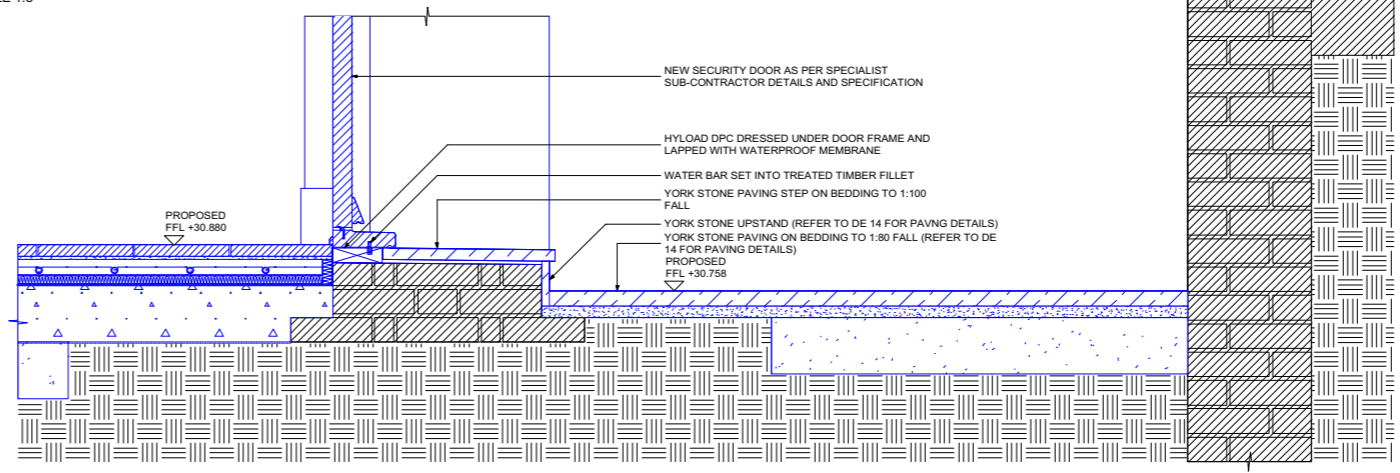 NEW SECURITY DOOR AS PER SPECIALIST
SUB-CONTRACTOR DETAILS AND SPECIFICATION
HYLOAD DPC DRESSED UNDER DOOR FRAME AND
LAPPED WITH WATERPROOF MEMBRANE
WATER BAR SET INTO TREATED TIMBER FILLET
YORK STONE PAVING STEP ON BEDDING TO 1:100
FALL
PROPOSED
FFL +30.880
YORK STONE UPSTAND (REFER TO DE 14 FOR PAVNG DETAILS)
YORK STONE PAVING ON BEDDING TO 1:80 FALL (REFER TO DE
14 FOR PAVING DETAILS)
PROPOSED
FFL +30.758